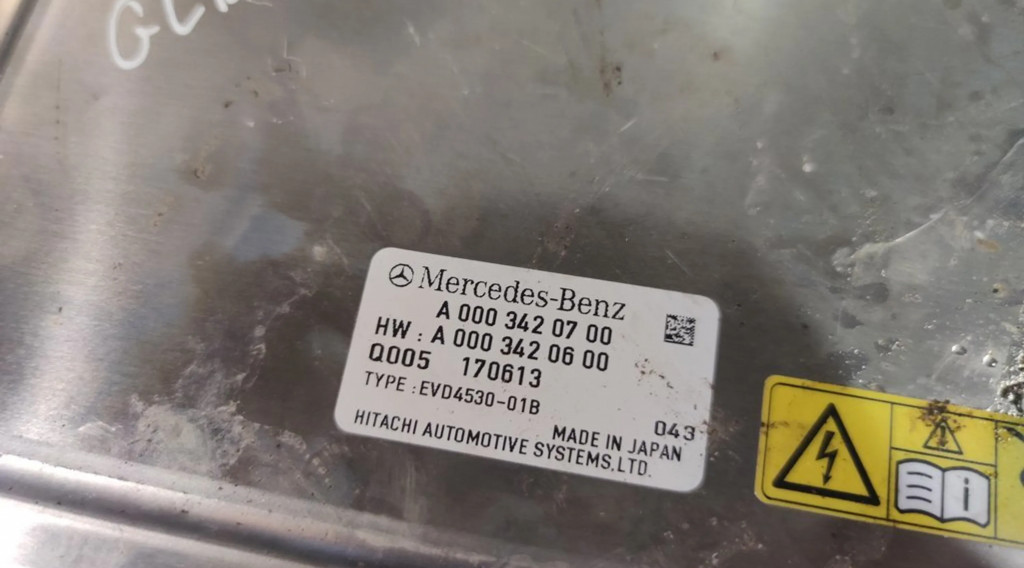 Mercedes-Benz
A 000 342 07 00
HW : A 000 342 06 00
Q005 170613
TYPE : EVD4530-01B
043
MADE IN JAPAN
HITACHI AUTOMOTIVE SYSTEMS,LTD.